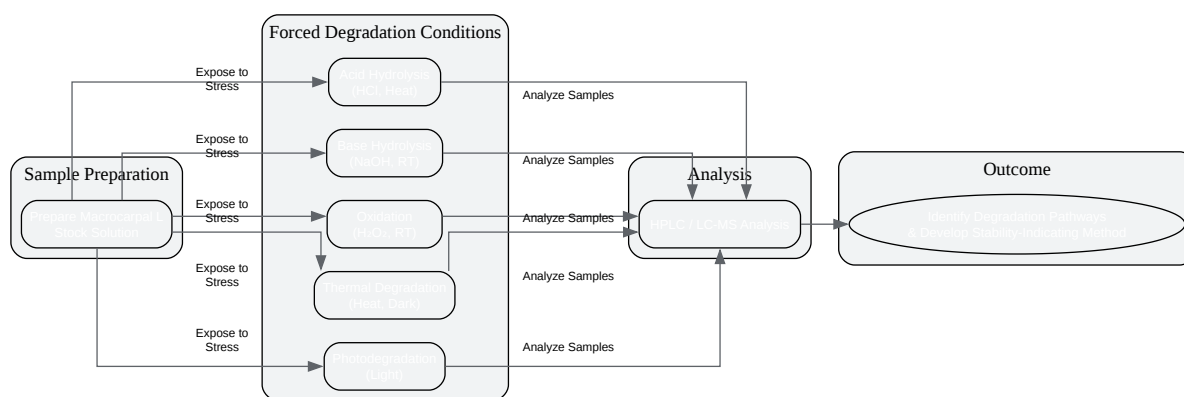 Forced Degradation Conditions
Expose to
Stress
Acid Hydrolysis
(HCl, Heat)
Analyze Samples
Expose to
Stress
Base Hydrolysis
(NaOH, RT)
Analyze Samples
Sample Preparation
Prepare Macrocarpal L
Stock Solution
Expose to
Stress
Oxidation
(H₂O₂, RT)
Analyze Samples
Analysis
HPLC / LC-MS Analysis
Outcome
Identify Degradation Pathways
& Develop Stability-Indicating Method
Expose to
Stress
Thermal Degradation
(Heat, Dark)
Analyze Samples
Expose to
Stress
Photodegradation
(Light)
Analyze Samples